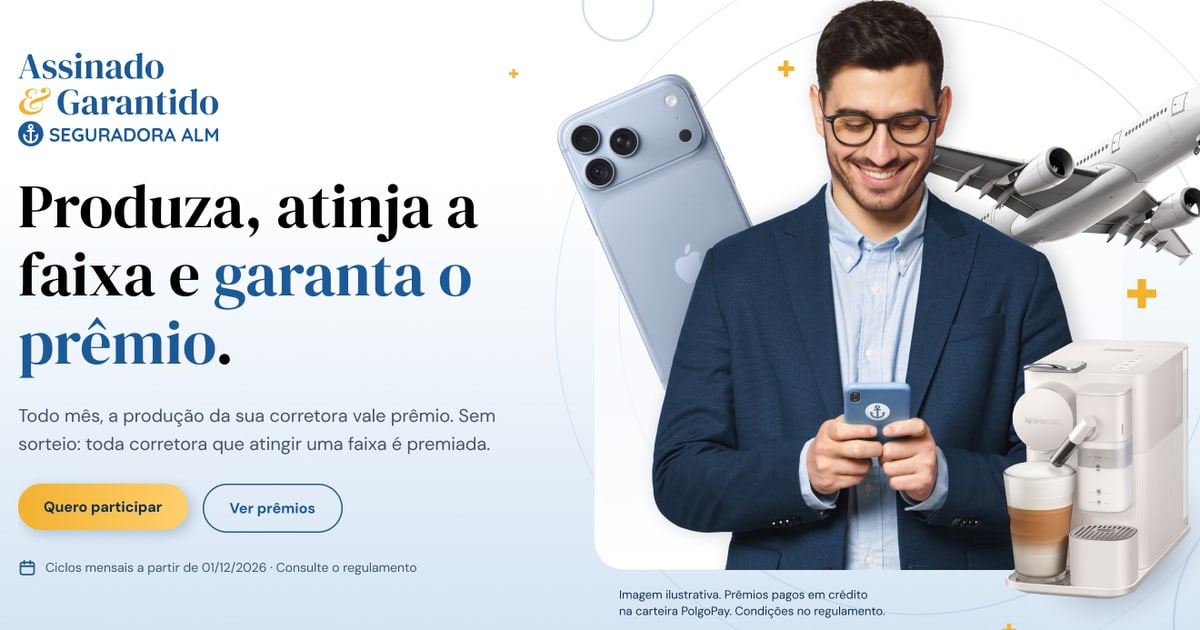 Assinado
& Garantido
SEGURADORA ALM
Produza, atinja a
faixa e garanta o
prêmio.
Todo mês, a produção da sua corretora vale prêmio. Sem
sorteio: toda corretora que atingir uma faixa é premiada.
Quero participar
Ver prêmios
Ciclos mensais a partir de 01/12/2026 · Consulte o regulamento
NESPRESSO
Imagem ilustrativa. Prêmios pagos em crédito
na carteira PolgoPay. Condições no regulamento.